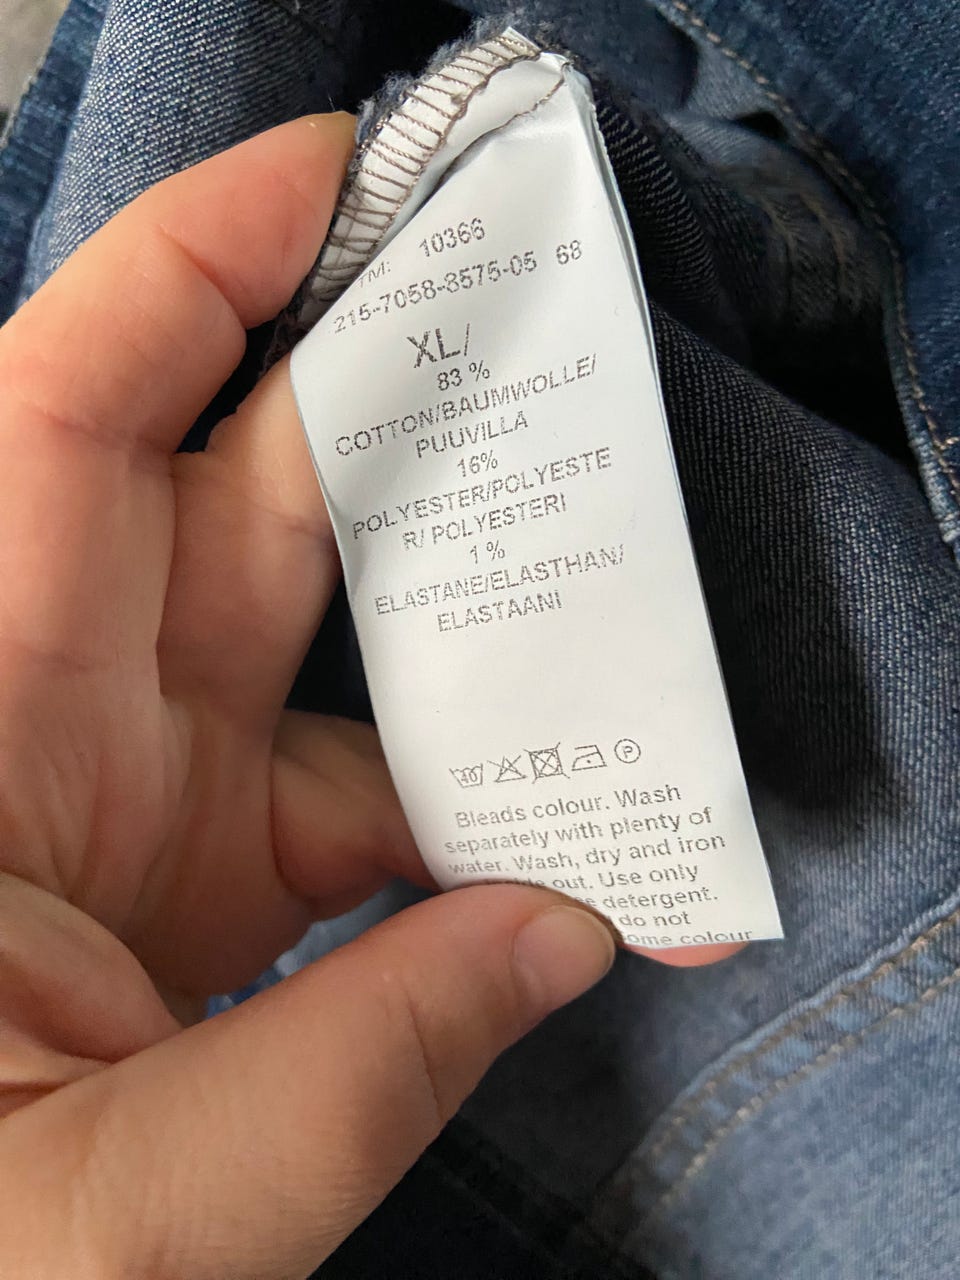 TM: 10366
215-7058-8575-05 68
XL/
83 %
COTTON/BAUMWOLLE/
PUUVILLA
16%
POLYESTER/POLYESTE
R/ POLYESTERI
1 %
ELASTANE/ELASTHAN/
ELASTAANI
40
P
Bleads colour. Wash
separately with plenty of
water. Wash, dry and iron
out. Use only
detergent.
do not
some colour